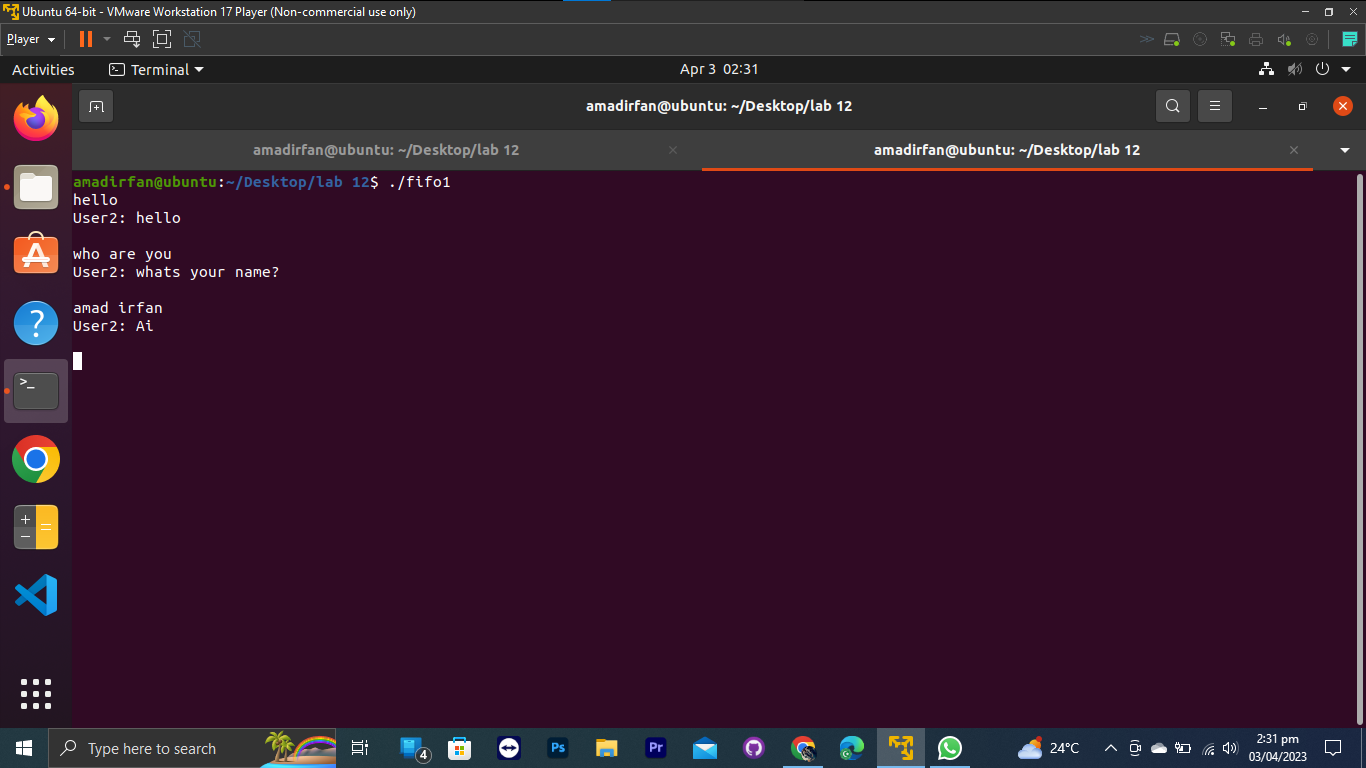 Ubuntu 64-bit - VMware Workstation 17 Player (Non-commercial use only)
Player
Activities
Terminal
Apr 3 02:31
amadirfan@ubuntu: ~/Desktop/lab 12
amadirfan@ubuntu: ~/Desktop/lab 12
amadirfan@ubuntu: ~/Desktop/lab 12
amadirfan@ubuntu:~/Desktop/lab 12$ ./fifo1
hello
User2: hello
who are you
User2: whats your name?
amad irfan
User2: Ai
Type here to search
4
Ps
Pr
24°C
2:31 pm
03/04/2023